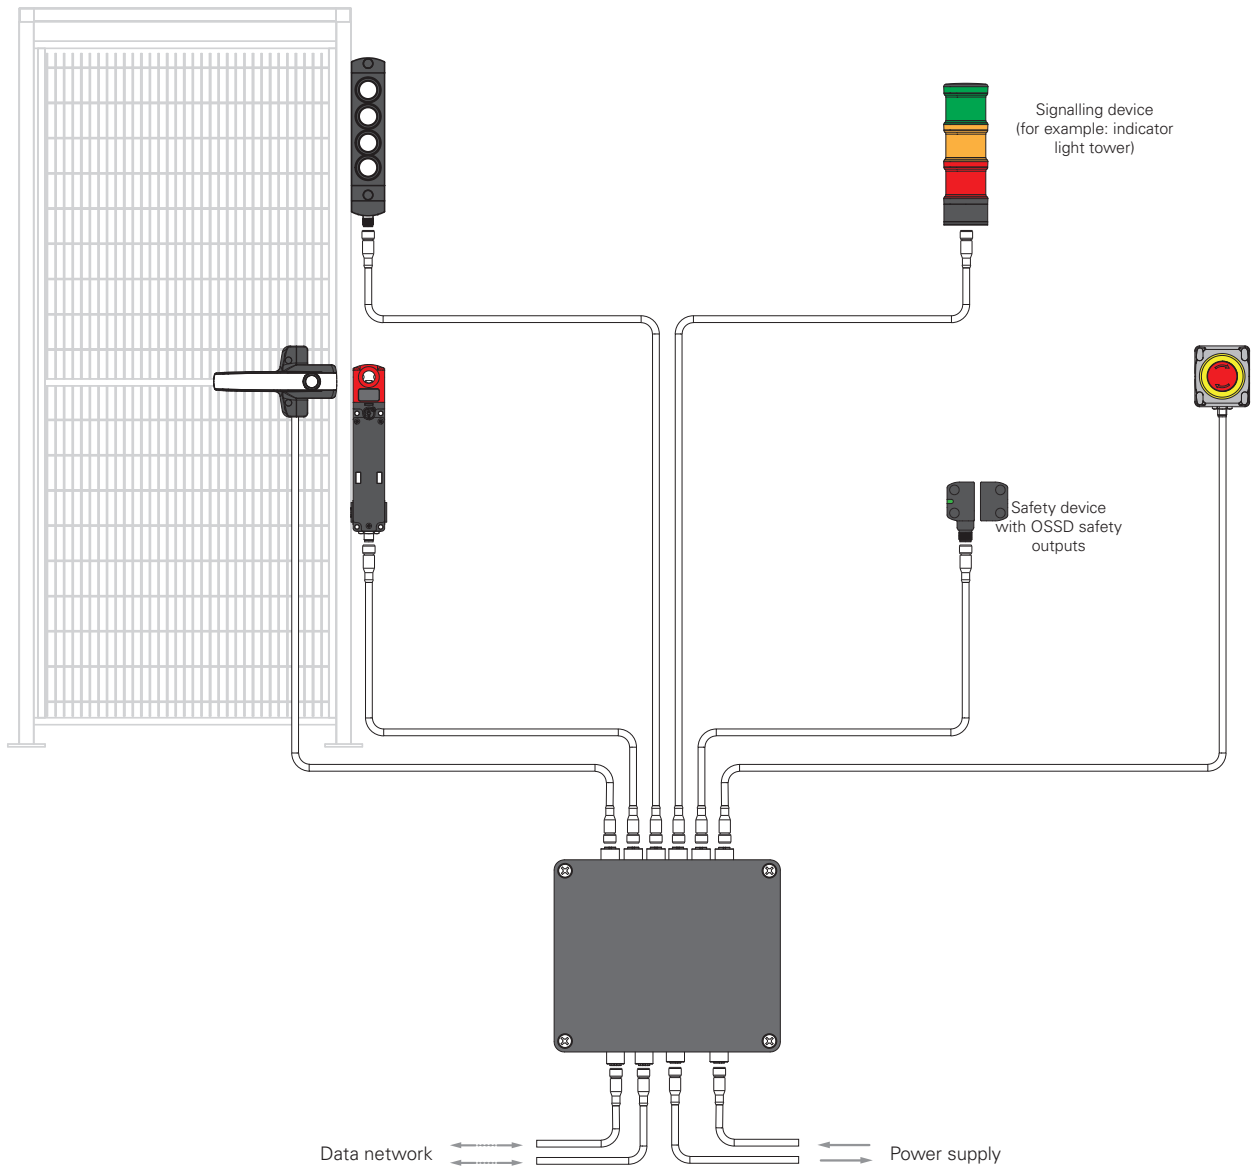 Signalling device
(for example: indicator
light tower)
Safety device
with OSSD safety
outputs
Data network
Power supply